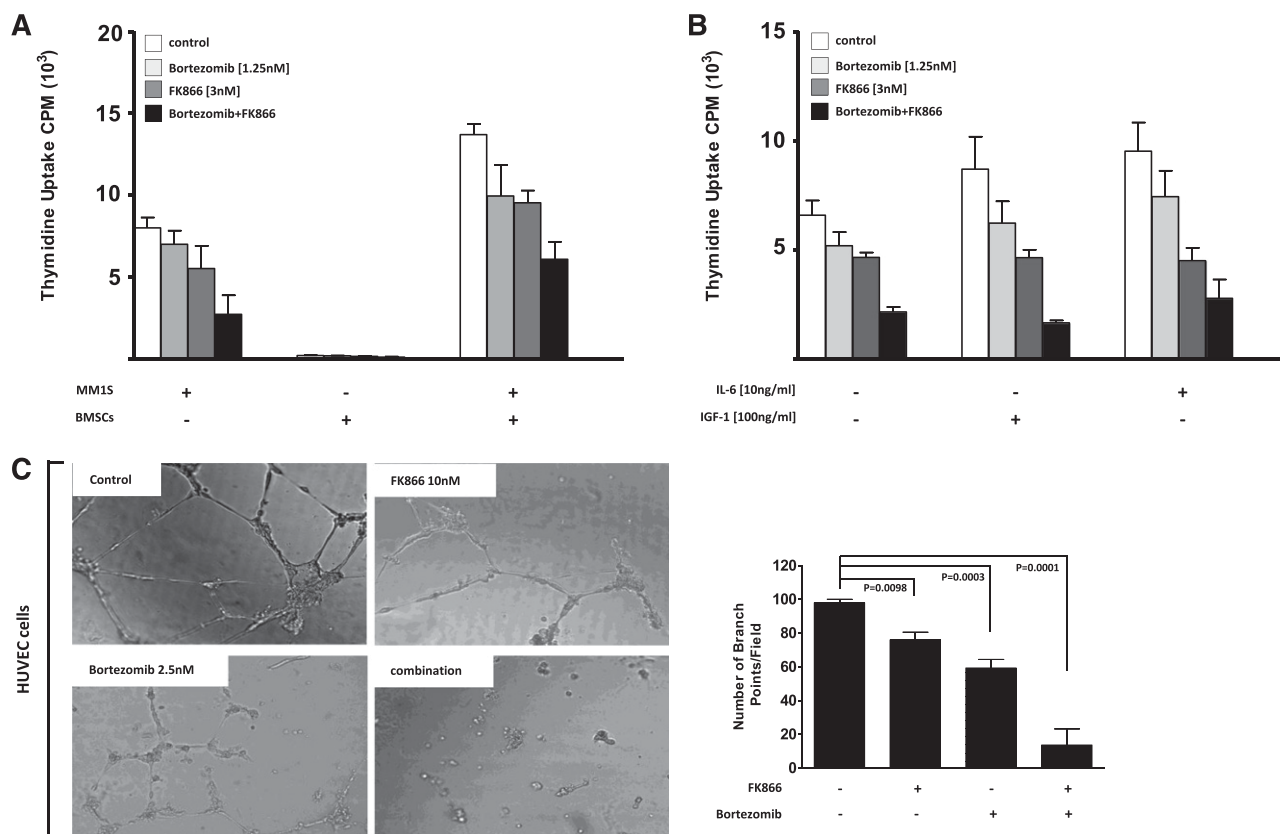 A
20
15
10
5
Thymidine Uptake CPM (10³)
control
Bortezomib [1.25nM]
FK866 [3nM]
Bortezomib+FK866
MM1S + - +
BMSCs - + +
B
15
10
5
Thymidine Uptake CPM (10³)
control
Bortezomib [1.25nM]
FK866 [3nM]
Bortezomib+FK866
IL-6 [10ng/ml] - - +
IGF-1 [100ng/ml] - + -
C
HUVEC cells
Control
FK866 10nM
Bortezomib 2.5nM
combination
Number of Branch
Points/Field
120
100
80
60
40
20
0
P=0.0098
P=0.0003
P=0.0001
FK866 - + - +
Bortezomib - - + +